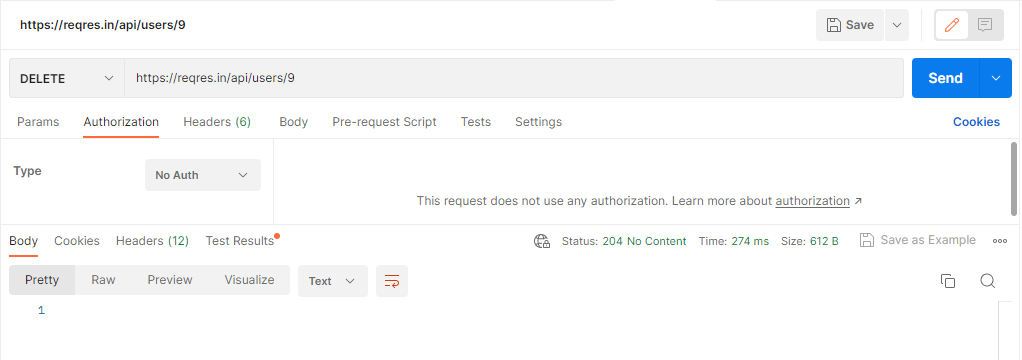 https://reqres.in/api/users/9
Save
DELETE https://reqres.in/api/users/9 Send
Params Authorization Headers (6) Body Pre-request Script Tests Settings Cookies
Type No Auth
This request does not use any authorization. Learn more about authorization ↗
Body Cookies Headers (12) Test Results Status: 204 No Content Time: 274 ms Size: 612 B Save as Example
Pretty Raw Preview Visualize Text
1